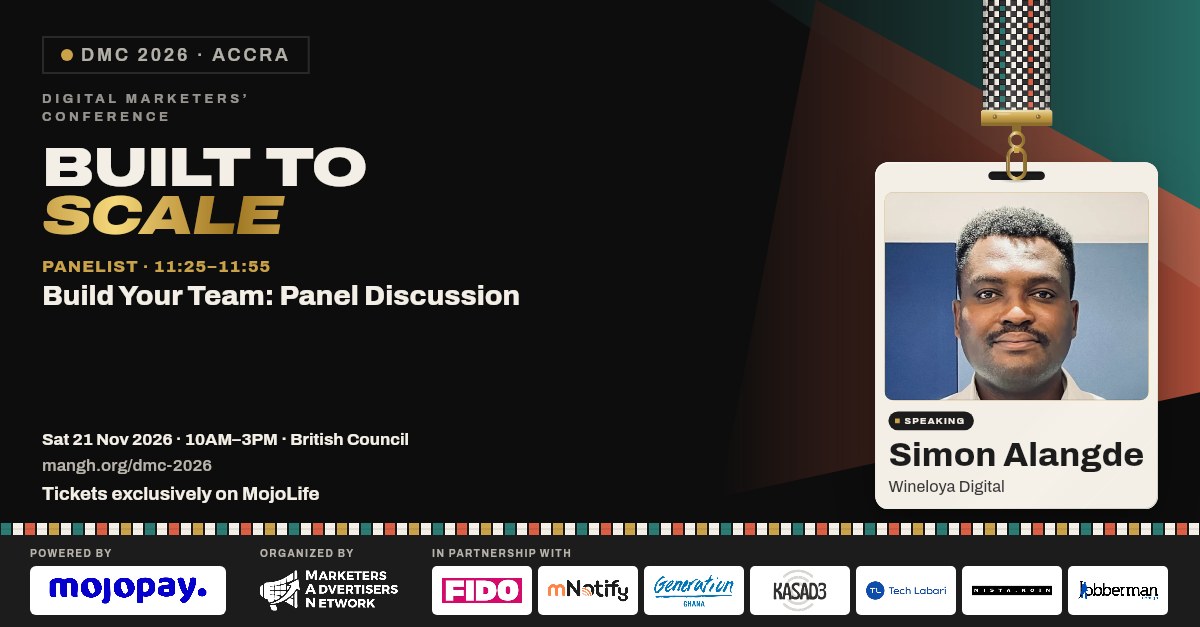 DMC 2026 · ACCRA
DIGITAL MARKETERS’
CONFERENCE
BUILT TO
SCALE
PANELIST · 11:25–11:55
Build Your Team: Panel Discussion
Sat 21 Nov 2026 · 10AM–3PM · British Council
mangh.org/dmc-2026
Tickets exclusively on MojoLife
SPEAKING
Simon Alangde
Wineloya Digital
POWERED BY
mojopay.
ORGANIZED BY
MARKETERS
ADVERTISERS
NETWORK
IN PARTNERSHIP WITH
FIDO
mNotify
Generation
GHANA
KASAD3
TL Tech Labari
Jobberman